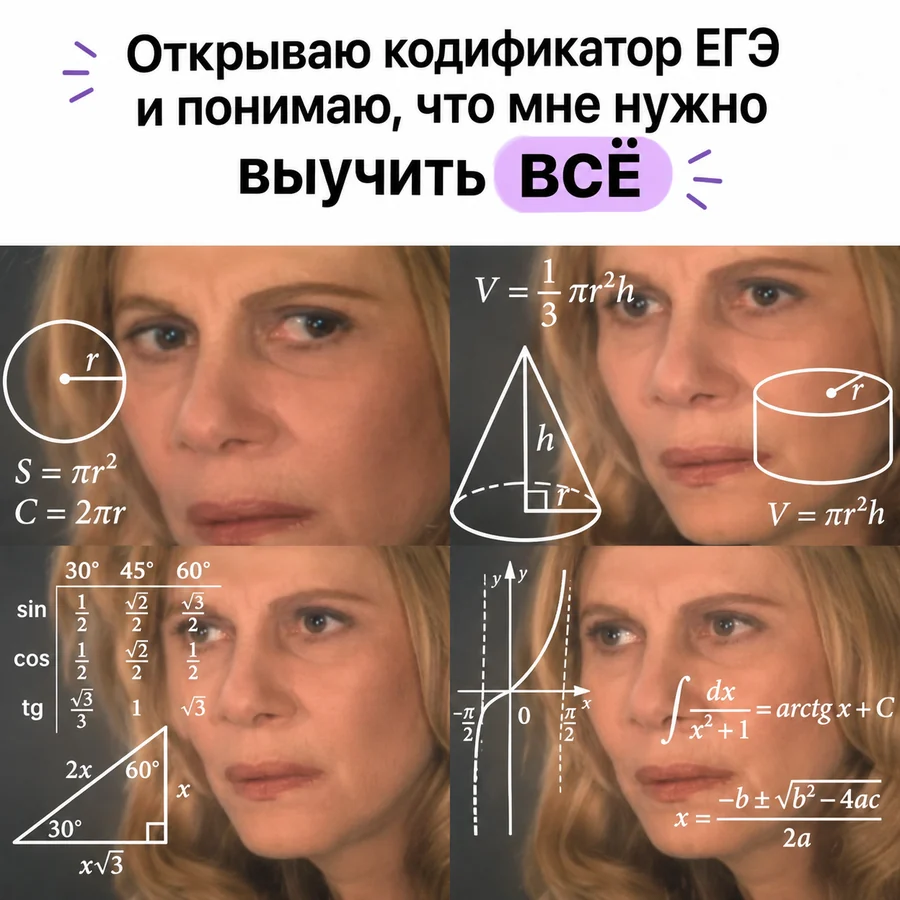 Открываю кодификатор ЕГЭ
и понимаю, что мне нужно
выучить ВСЁ
r
S = πr²
C = 2πr
V = 1/3 πr²h
h
r
r
V = πr²h
30° 45° 60°
sin 1/2 √2/2 √3/2
cos 1/2 √2/2 1/2
tg √3/3 1 √3
2x 60° x
30°
x√3
y y
x
-π/2 0 π/2
∫ dx/(x²+1) = arctg x + C
x = (-b ± √(b² − 4ac))/2a